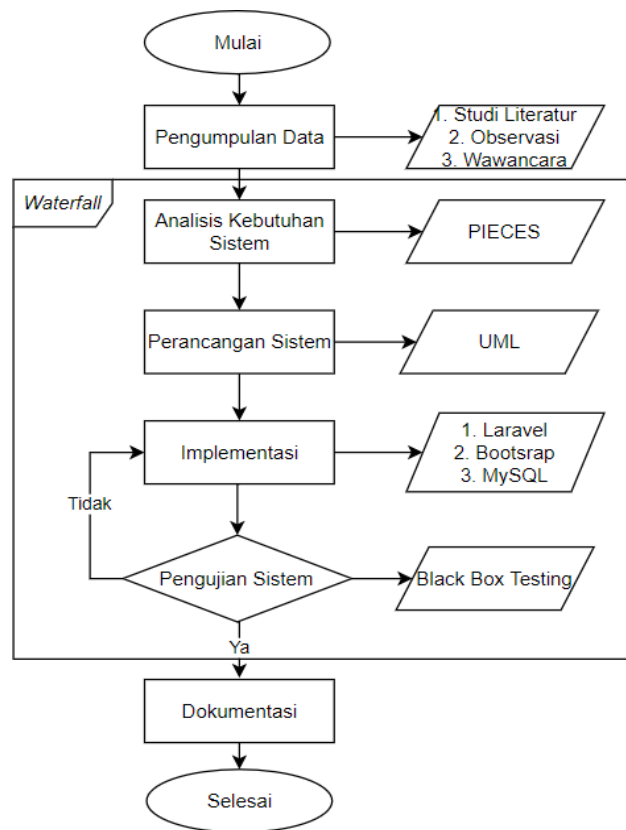 Mulai
Pengumpulan Data
1. Studi Literatur
2. Observasi
3. Wawancara
Waterfall
Analisis Kebutuhan
Sistem
PIECES
Perancangan Sistem
UML
Implementasi
1. Laravel
2. Bootsrap
3. MySQL
Tidak
Pengujian Sistem
Black Box Testing
Ya
Dokumentasi
Selesai